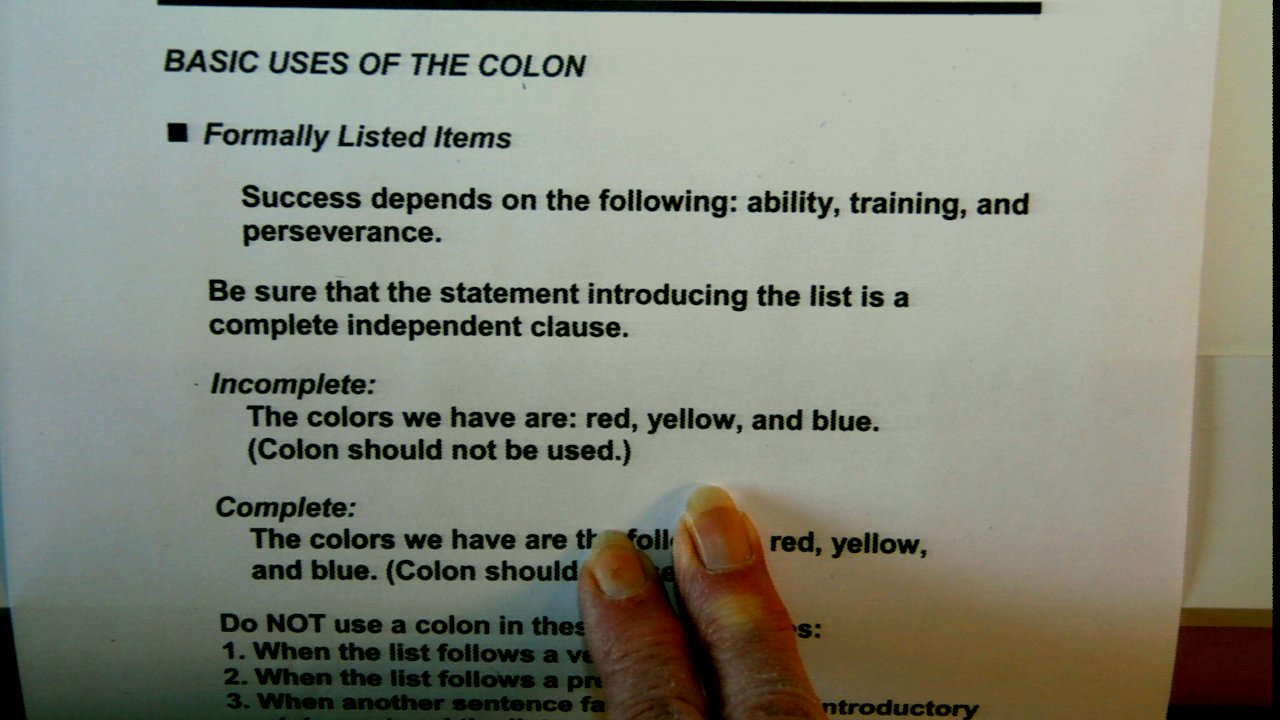 BASIC USES OF THE COLON
■ Formally Listed Items
Success depends on the following: ability, training, and
perseverance.
Be sure that the statement introducing the list is a
complete independent clause.
Incomplete:
The colors we have are: red, yellow, and blue.
(Colon should not be used.)
Complete:
The colors we have are red, yellow,
and blue. (Colon should
Do NOT use a colon in
1. When the list follows a
2. When the list follows a
3. When another sentence introductory